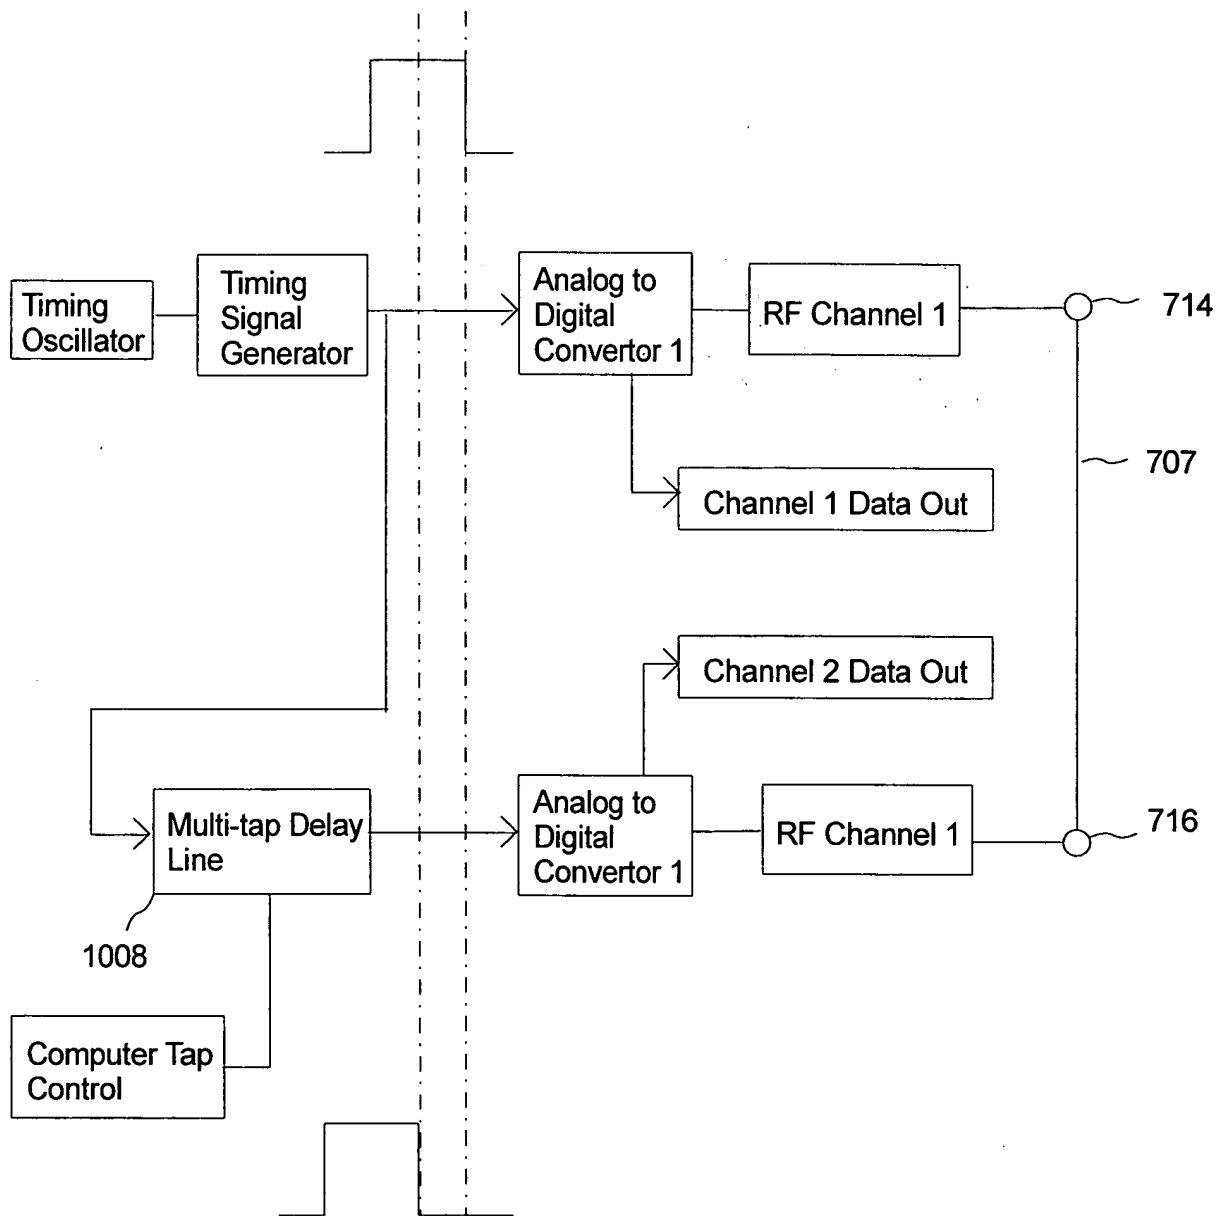 Timing
Oscillator
Timing
Signal
Generator
Analog to
Digital
Convertor 1
RF Channel 1
714
707
Channel 1 Data Out
Channel 2 Data Out
Multi-tap Delay
Line
Analog to
Digital
Convertor 1
RF Channel 1
716
1008
Computer Tap
Control